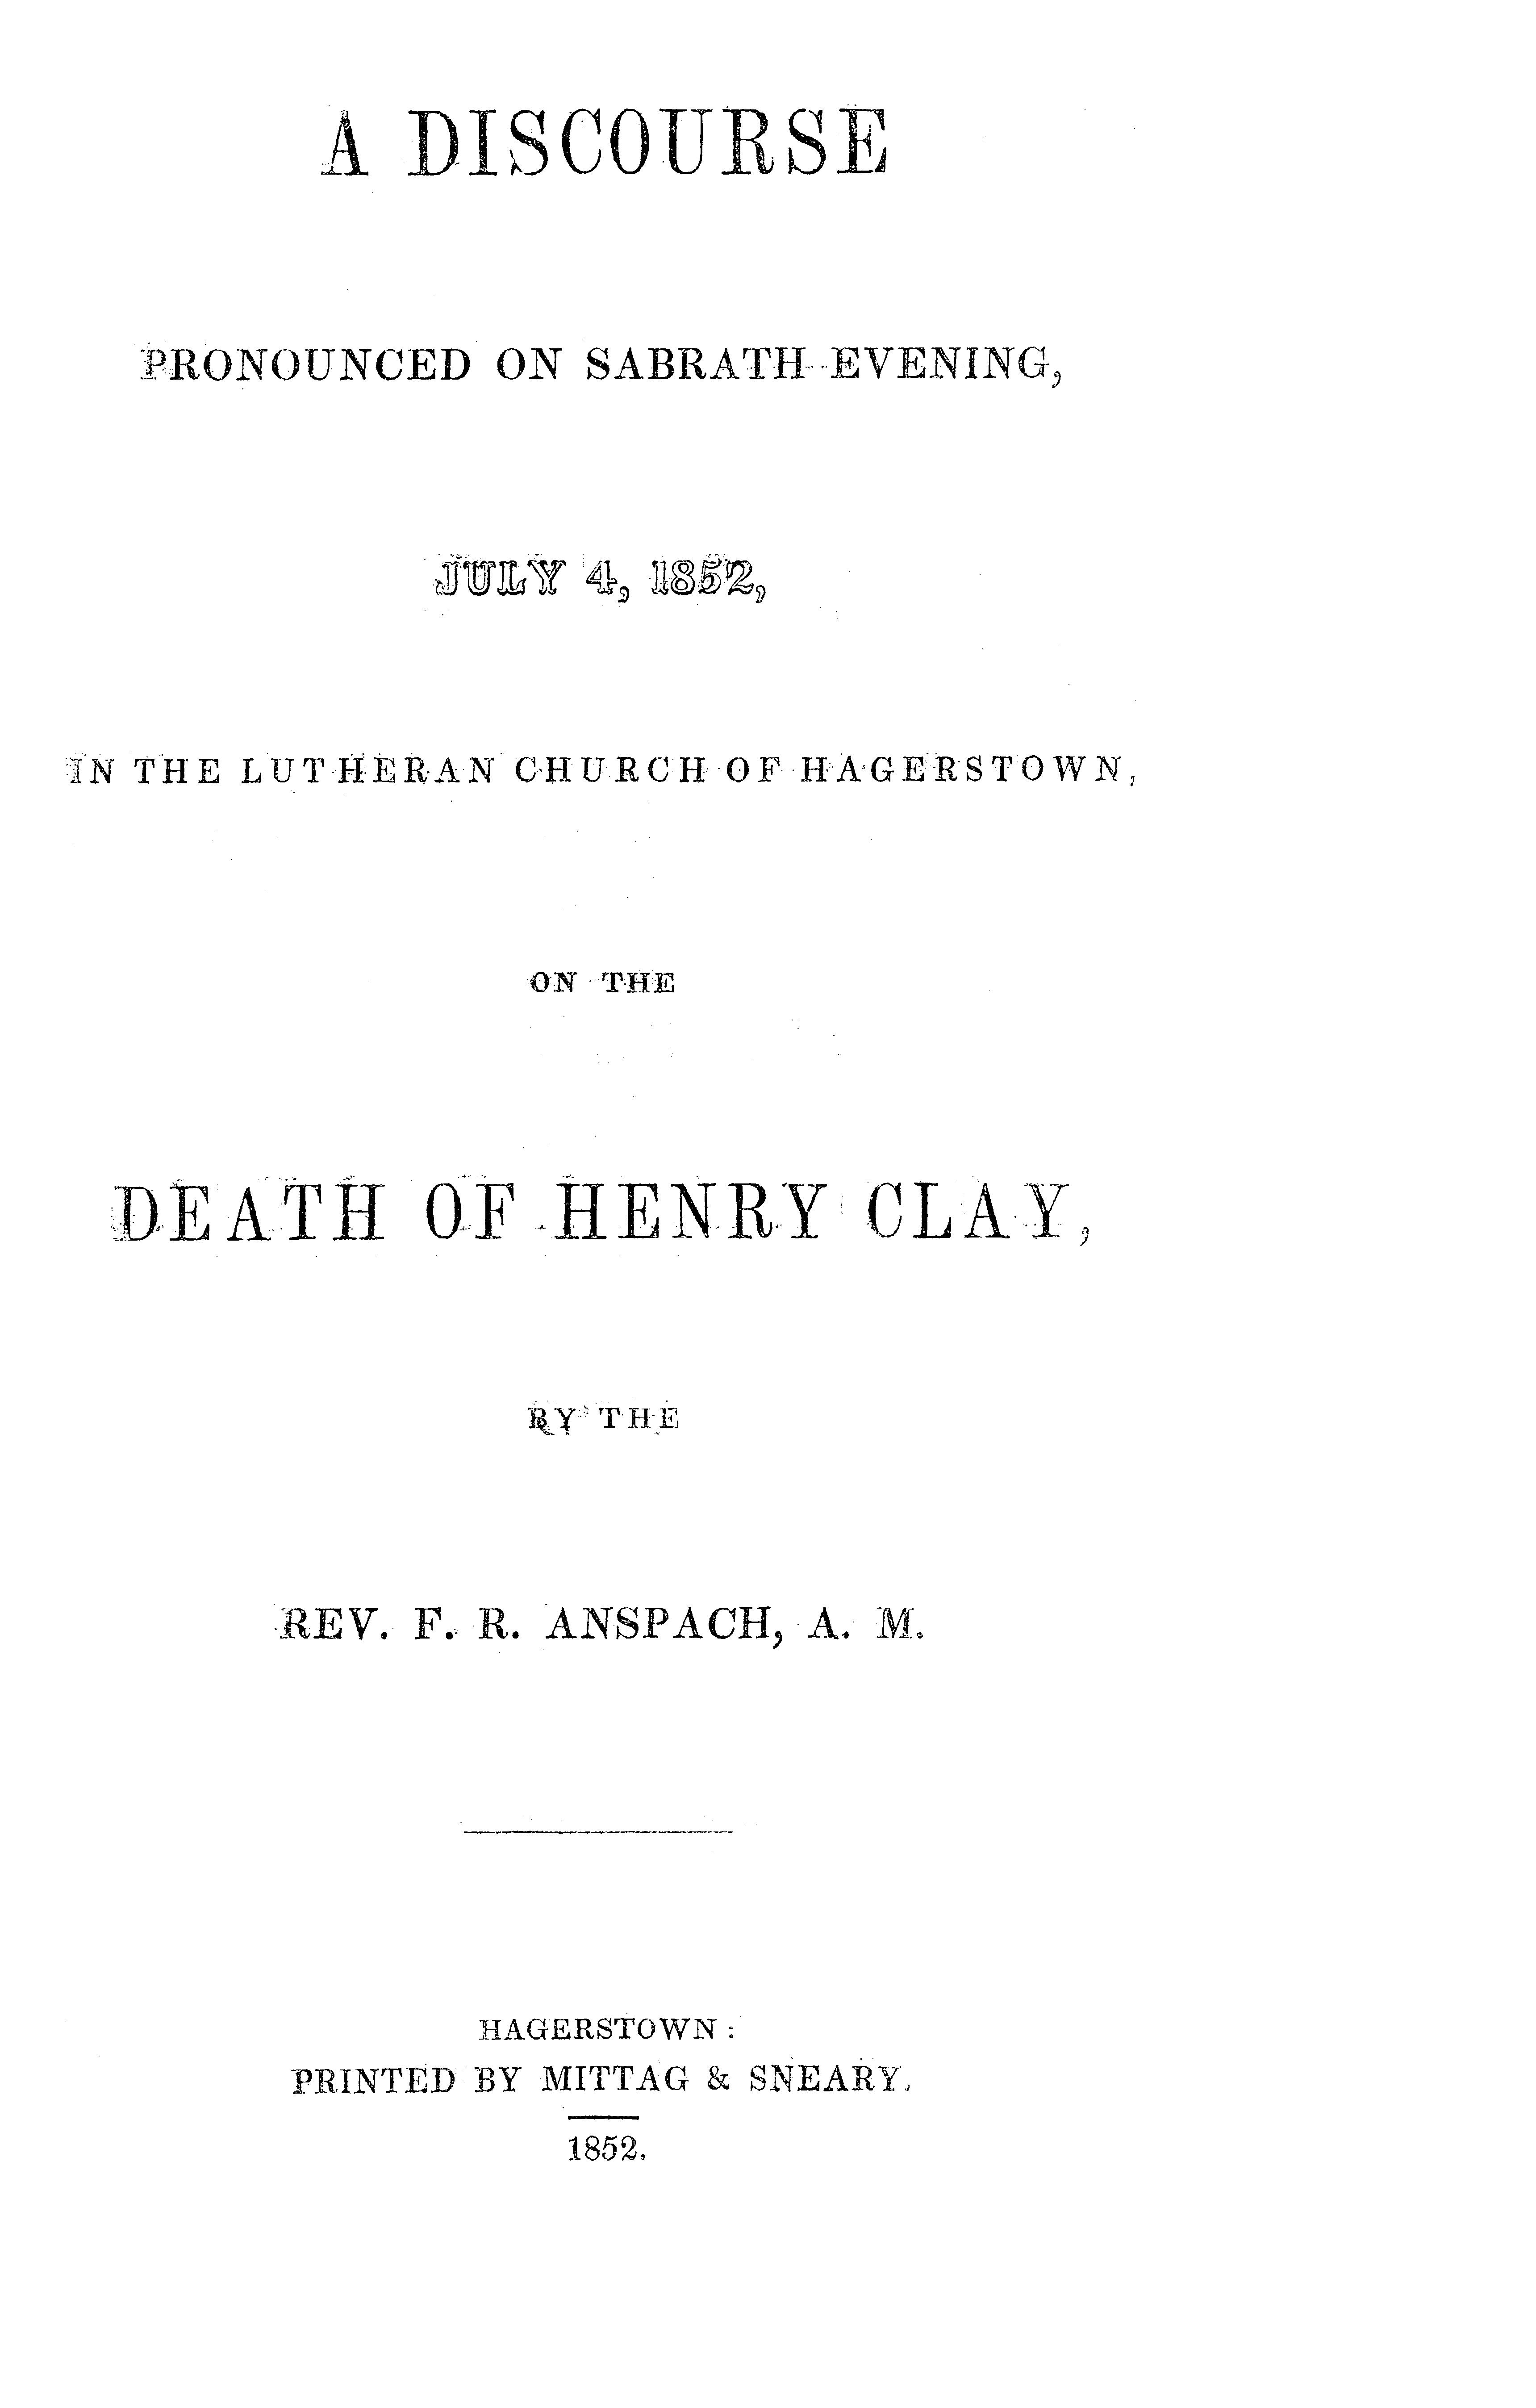 A DISCOURSE
PRONOUNCED ON SABBATH EVENING,
JULY 4, 1852,
IN THE LUTHERAN CHURCH OF HAGERSTOWN,
ON THE
DEATH OF HENRY CLAY,
BY THE
REV. F. R. ANSPACH, A. M.
HAGERSTOWN:
PRINTED BY MITTAG & SNEARY.
1852.